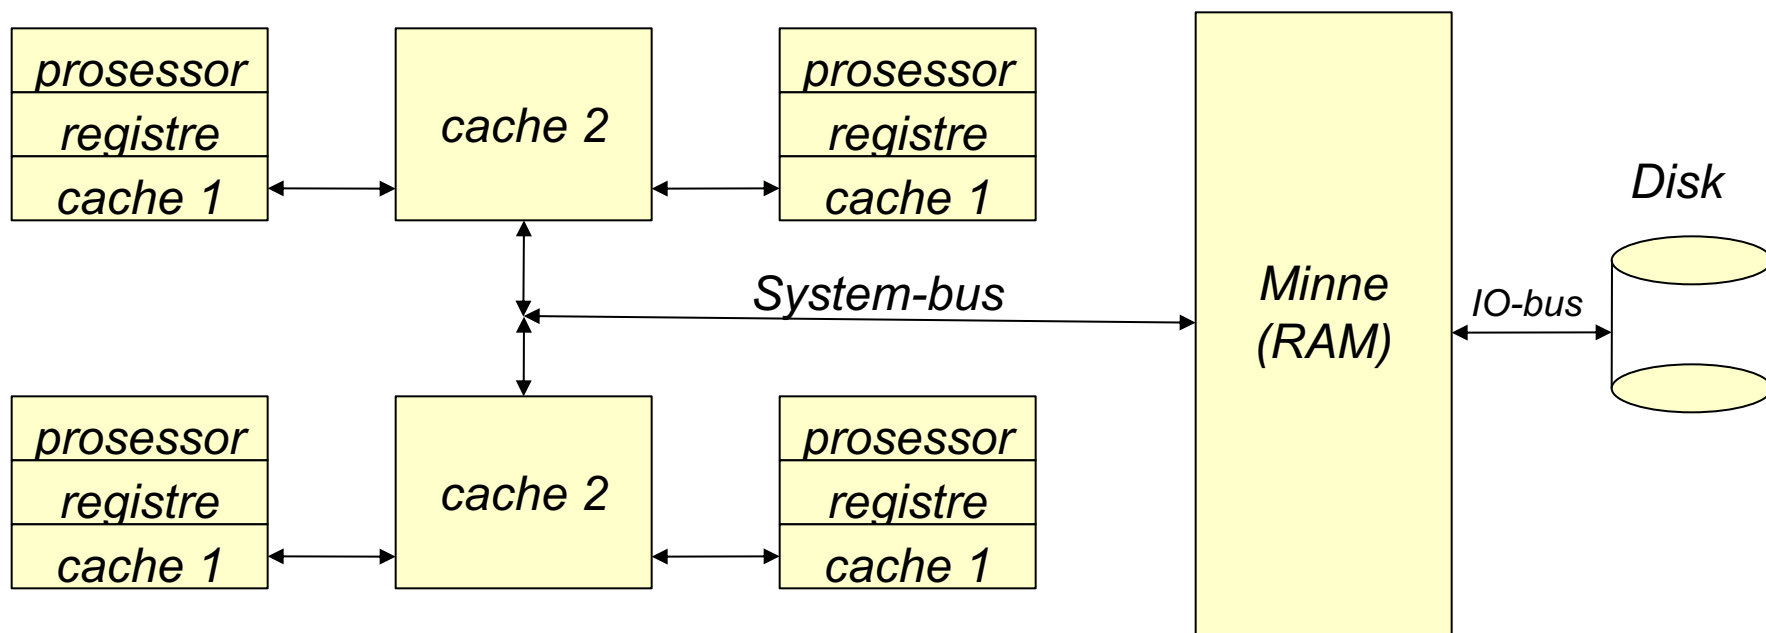 prosessor
registre
cache 1
cache 2
prosessor
registre
cache 1
System-bus
prosessor
registre
cache 1
cache 2
prosessor
registre
cache 1
Minne
(RAM)
IO-bus
Disk